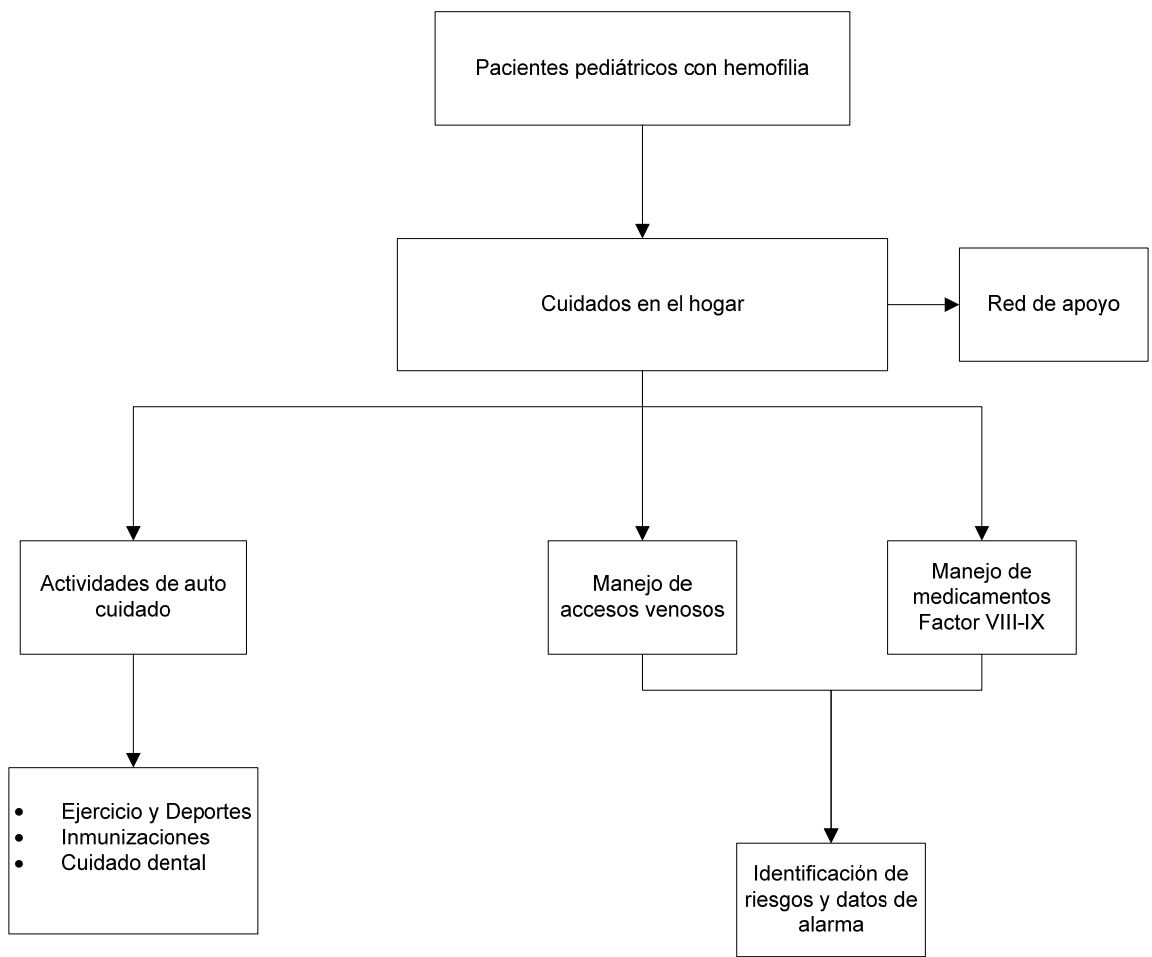 Pacientes pediátricos con hemofilia
Cuidados en el hogar
Red de apoyo
Actividades de auto
cuidado
Manejo de
accesos venosos
Manejo de
medicamentos
Factor VIII-IX
• Ejercicio y Deportes
• Inmunizaciones
• Cuidado dental
Identificación de
riesgos y datos de
alarma